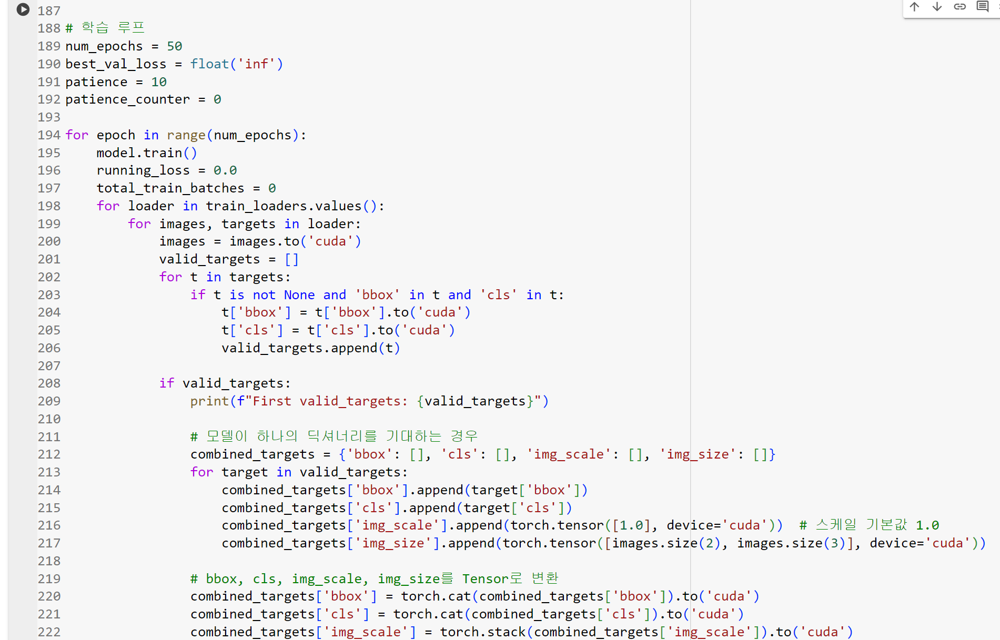 187
188 # 학습 루프
189 num_epochs = 50
190 best_val_loss = float('inf')
191 patience = 10
192 patience_counter = 0
193
194 for epoch in range(num_epochs):
195     model.train()
196     running_loss = 0.0
197     total_train_batches = 0
198     for loader in train_loaders.values():
199         for images, targets in loader:
200             images = images.to('cuda')
201             valid_targets = []
202             for t in targets:
203                 if t is not None and 'bbox' in t and 'cls' in t:
204                     t['bbox'] = t['bbox'].to('cuda')
205                     t['cls'] = t['cls'].to('cuda')
206                     valid_targets.append(t)
207
208             if valid_targets:
209                 print(f"First valid_targets: {valid_targets}")
210
211                 # 모델이 하나의 딕셔너리를 기대하는 경우
212                 combined_targets = {'bbox': [], 'cls': [], 'img_scale': [], 'img_size': []}
213                 for target in valid_targets:
214                     combined_targets['bbox'].append(target['bbox'])
215                     combined_targets['cls'].append(target['cls'])
216                     combined_targets['img_scale'].append(torch.tensor([1.0], device='cuda'))  # 스케일 기본값 1.0
217                     combined_targets['img_size'].append(torch.tensor([images.size(2), images.size(3)], device='cuda'))
218
219                 # bbox, cls, img_scale, img_size를 Tensor로 변환
220                 combined_targets['bbox'] = torch.cat(combined_targets['bbox']).to('cuda')
221                 combined_targets['cls'] = torch.cat(combined_targets['cls']).to('cuda')
222                 combined_targets['img_scale'] = torch.stack(combined_targets['img_scale']).to('cuda')